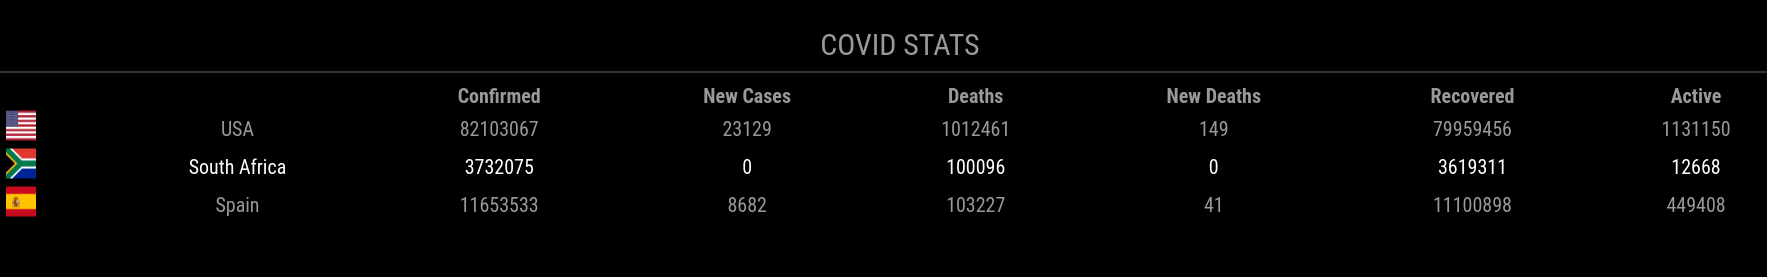 COVID STATS
Confirmed New Cases Deaths New Deaths Recovered Active
USA 82103067 23129 1012461 149 79959456 1131150
South Africa 3732075 0 100096 0 3619311 12668
Spain 11653533 8682 103227 41 11100898 449408